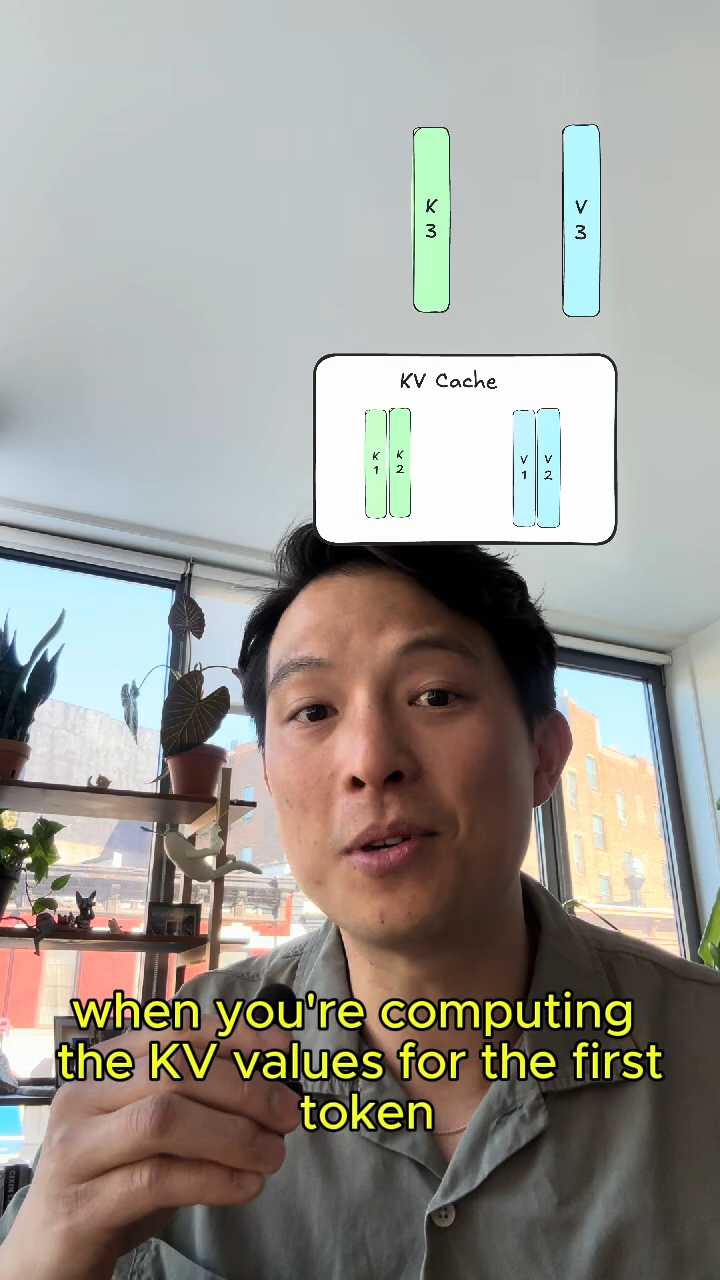 K
3
V
3
KV Cache
K
1
K
2
V
1
V
2
when you're computing
the KV values for the first
token